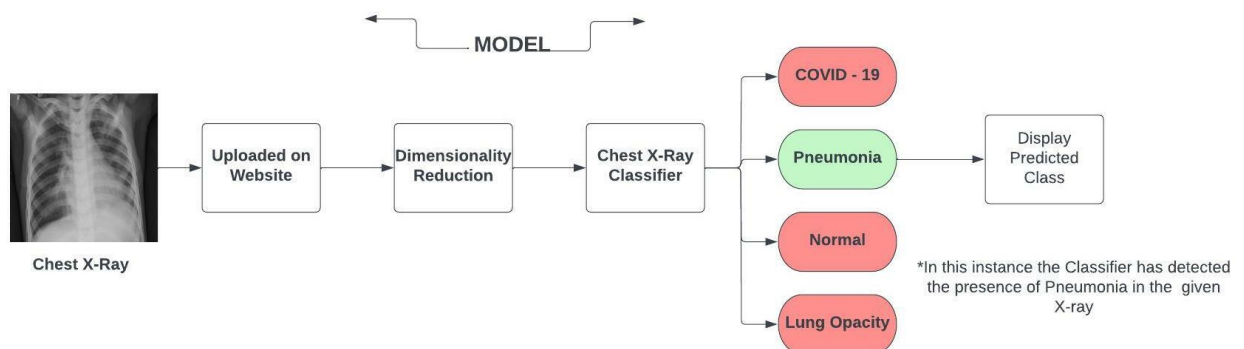 MODEL
COVID - 19
Uploaded on
Website
Dimensionality
Reduction
Chest X-Ray
Classifier
Pneumonia
Display
Predicted
Class
Normal
Chest X-Ray
*In this instance the Classifier has detected
the presence of Pneumonia in the given
X-ray
Lung Opacity